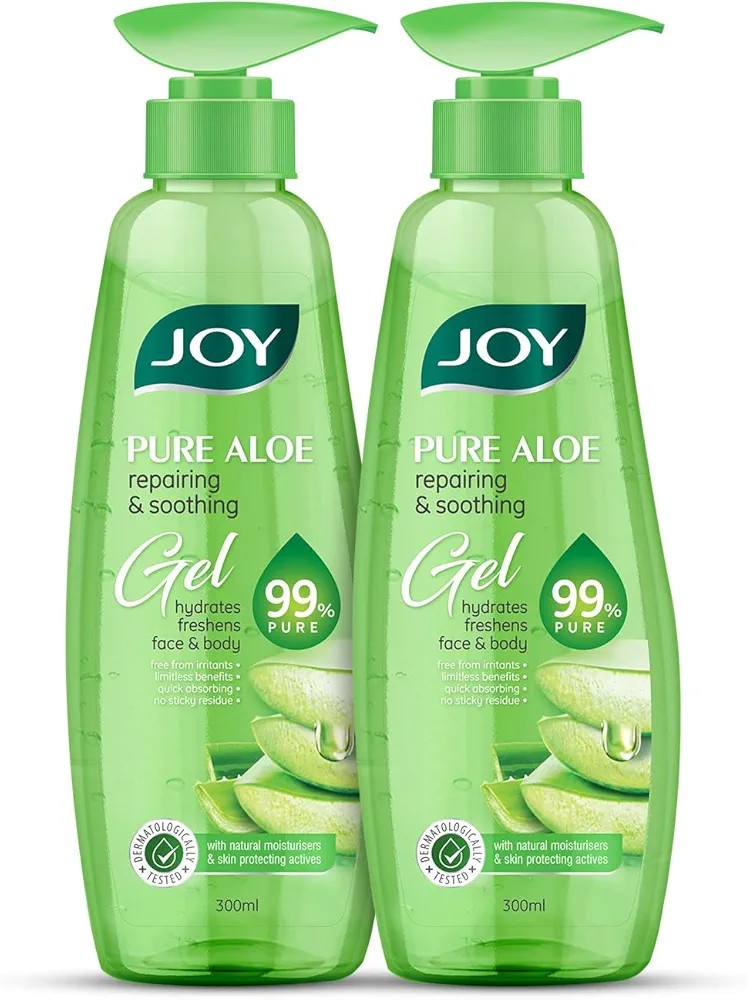 JOY
PURE ALOE
repairing
& soothing
Gel
hydrates
freshens
face & body
99%
PURE
free from irritants •
limitless benefits •
quick absorbing •
no sticky residue •
DERMATOLOGICALLY
• TESTED •
with natural moisturisers
& skin protecting actives
300ml
JOY
PURE ALOE
repairing
& soothing
Gel
hydrates
freshens
face & body
99%
PURE
free from irritants •
limitless benefits •
quick absorbing •
no sticky residue •
DERMATOLOGICALLY
• TESTED •
with natural moisturisers
& skin protecting actives
300ml